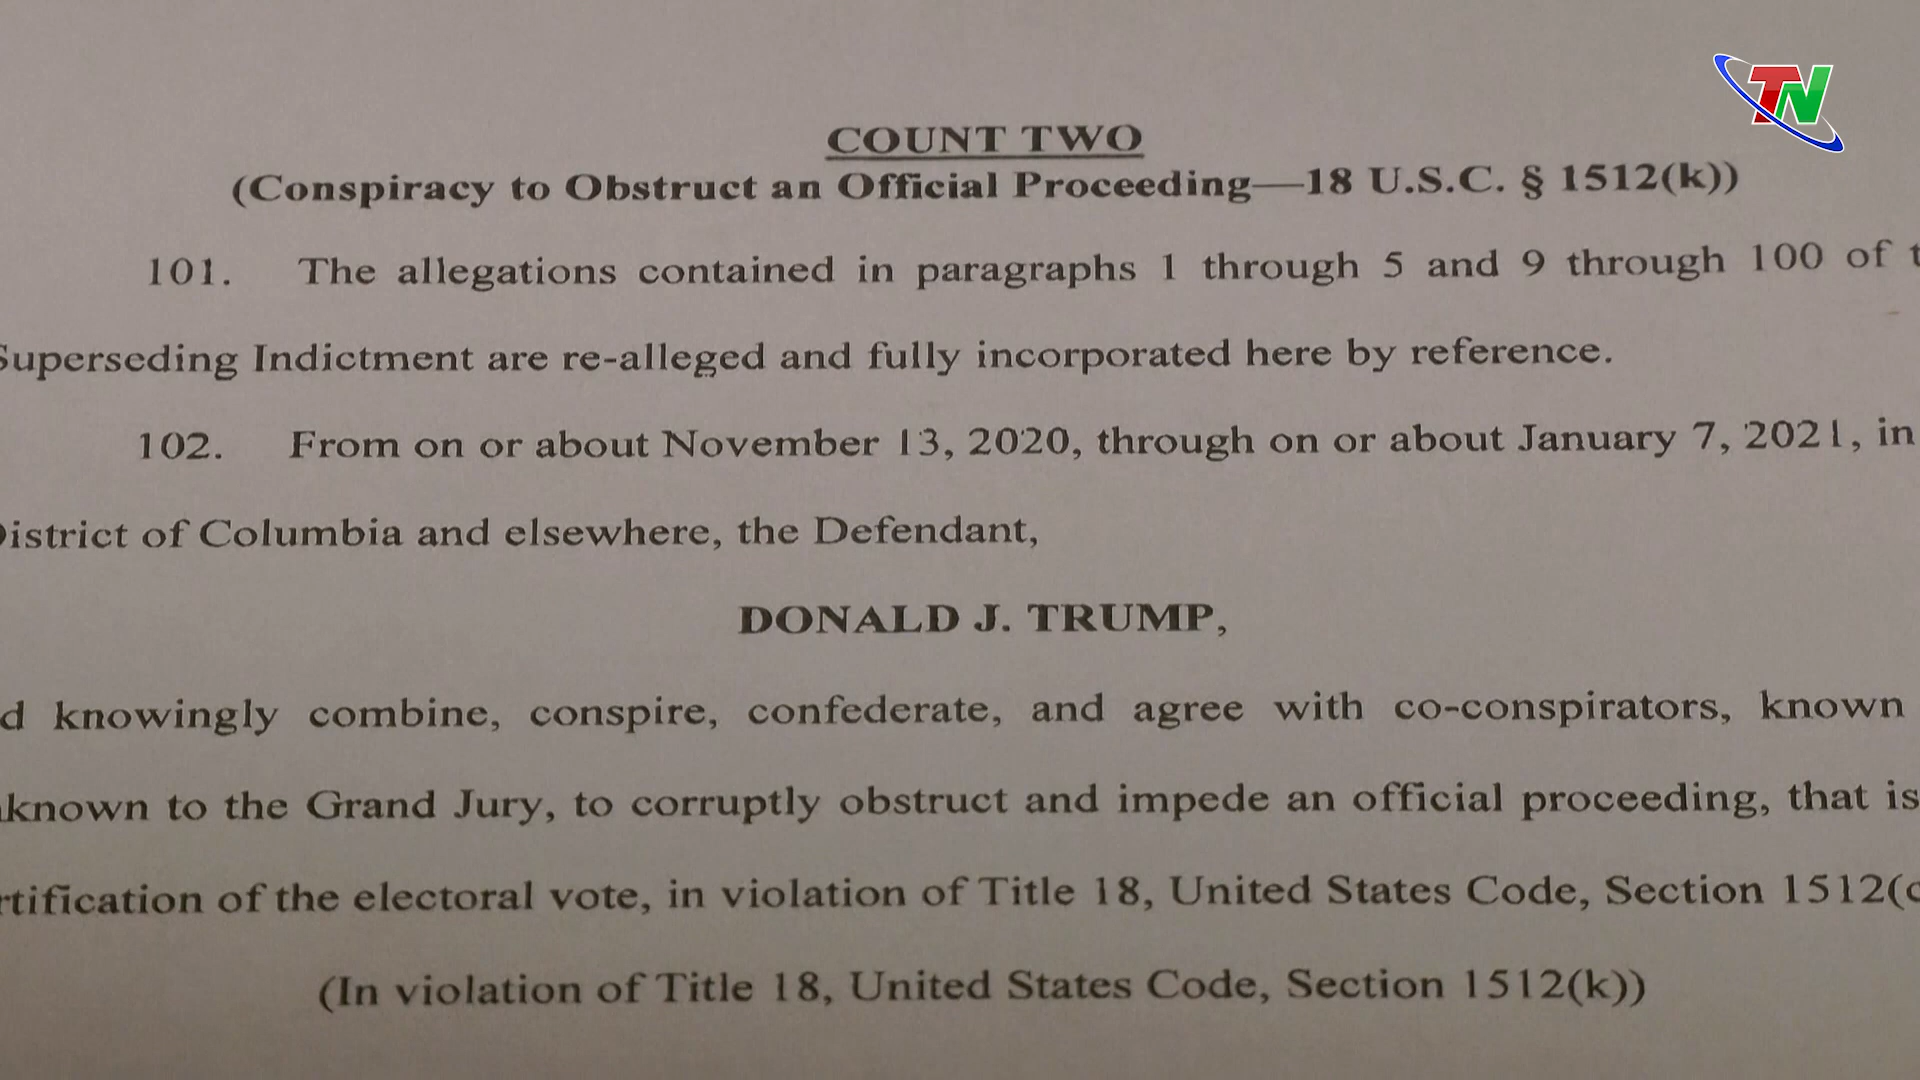 TN
COUNT TWO
(Conspiracy to Obstruct an Official Proceeding—18 U.S.C. § 1512(k))
101. The allegations contained in paragraphs 1 through 5 and 9 through 100 of t
Superseding Indictment are re-alleged and fully incorporated here by reference.
102. From on or about November 13, 2020, through on or about January 7, 2021, in
District of Columbia and elsewhere, the Defendant,
DONALD J. TRUMP,
d knowingly combine, conspire, confederate, and agree with co-conspirators, known
known to the Grand Jury, to corruptly obstruct and impede an official proceeding, that is
rtification of the electoral vote, in violation of Title 18, United States Code, Section 1512(c
(In violation of Title 18, United States Code, Section 1512(k))